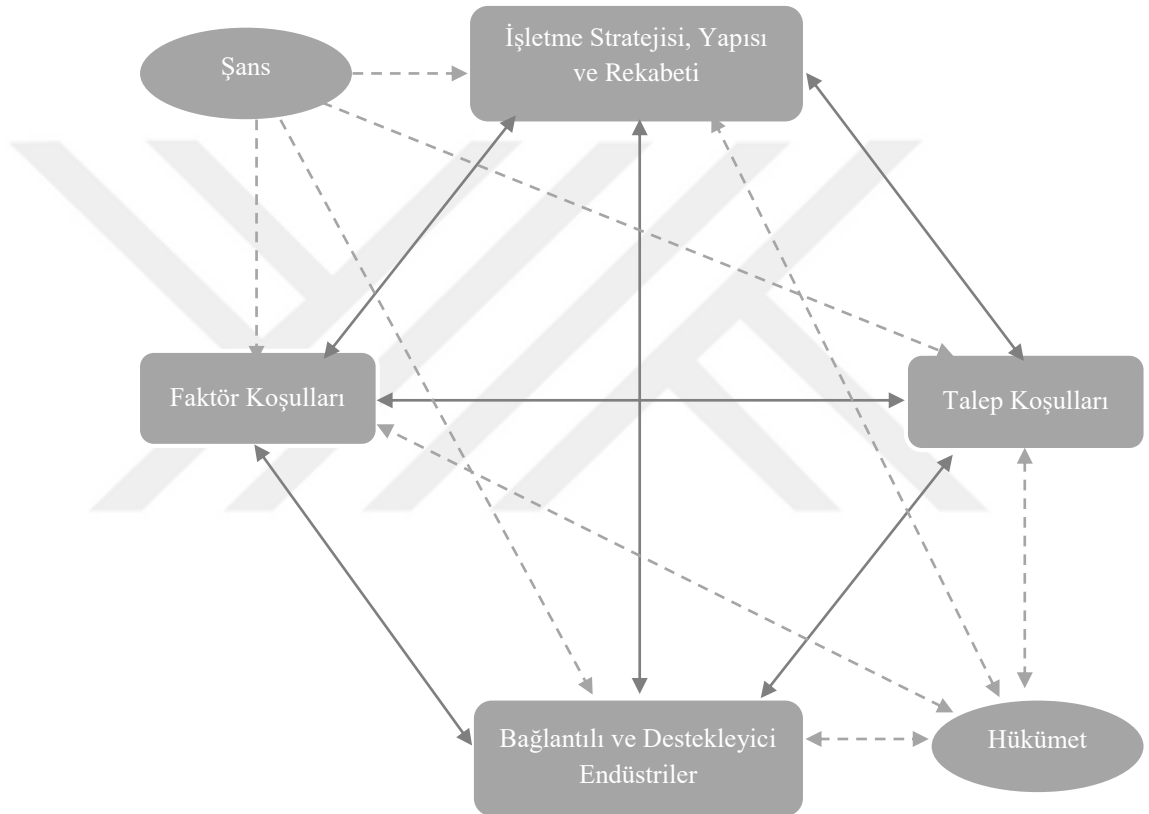 Şans
İşletme Stratejisi, Yapısı
ve Rekabeti
Faktör Koşulları
Talep Koşulları
Bağlantılı ve Destekleyici
Endüstriler
Hükümet